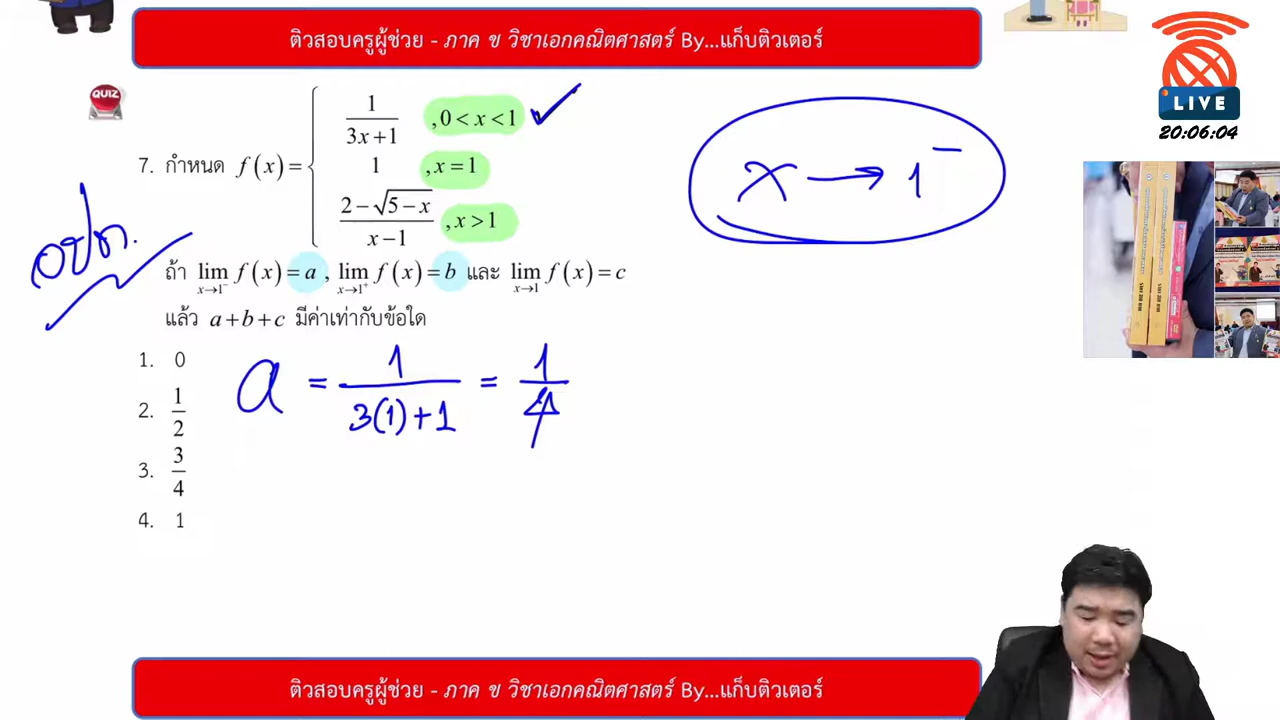 ติวสอบครูผู้ช่วย - ภาค ข วิชาเอกคณิตศาสตร์ By...แก็บติวเตอร์
LIVE
20:06:04
QUIZ
7. กำหนด f(x) = { 1/(3x+1) , 0 < x < 1
1 , x = 1
(2 − √(5 − x))/(x − 1) , x > 1
x → 1⁻
ถ้า lim x→1⁻ f(x) = a , lim x→1⁺ f(x) = b และ lim x→1 f(x) = c
แล้ว a + b + c มีค่าเท่ากับข้อใด
1. 0
2. 1/2
3. 3/4
4. 1
a = 1/(3(1)+1) = 1/4
ติวสอบครูผู้ช่วย - ภาค ข วิชาเอกคณิตศาสตร์ By...แก็บติวเตอร์